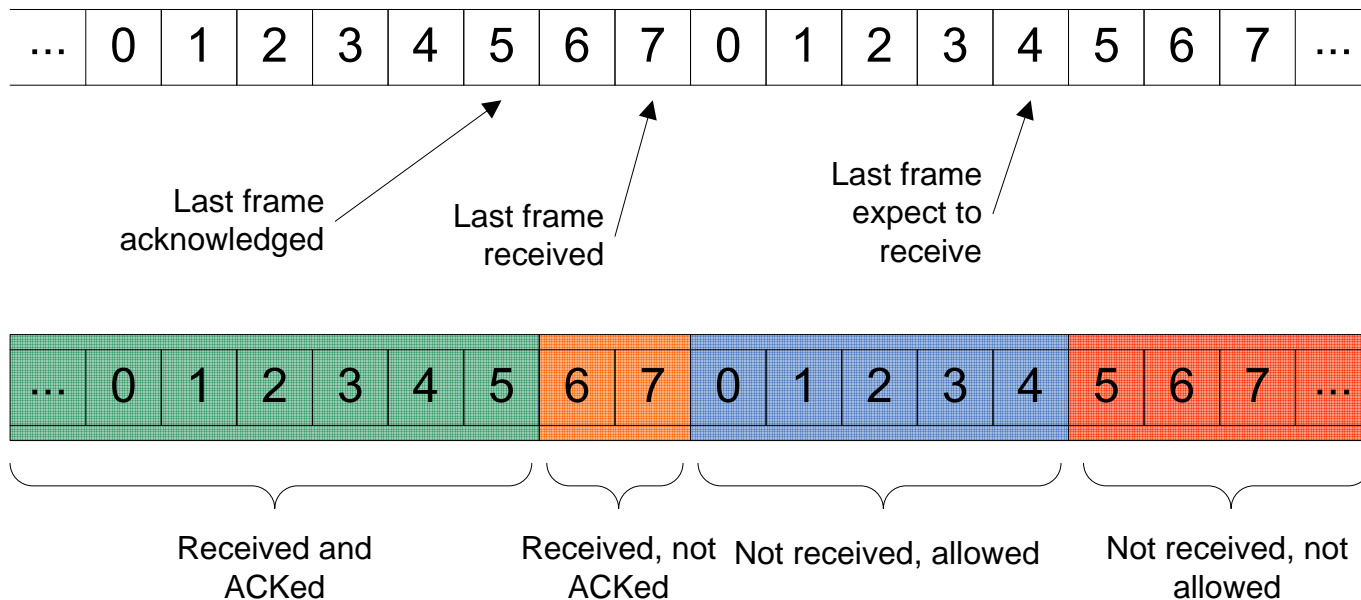 ... 0 1 2 3 4 5 6 7 0 1 2 3 4 5 6 7 ...
Last frame
acknowledged
Last frame
received
Last frame
expect to
receive
... 0 1 2 3 4 5 6 7 0 1 2 3 4 5 6 7 ...
Received and
ACKed
Received, not
ACKed
Not received, allowed
Not received, not
allowed